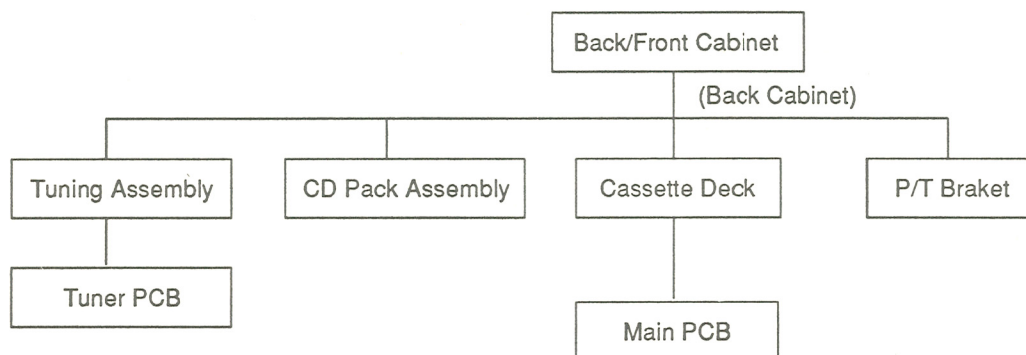 Back/Front Cabinet
(Back Cabinet)
Tuning Assembly
CD Pack Assembly
Cassette Deck
P/T Braket
Tuner PCB
Main PCB